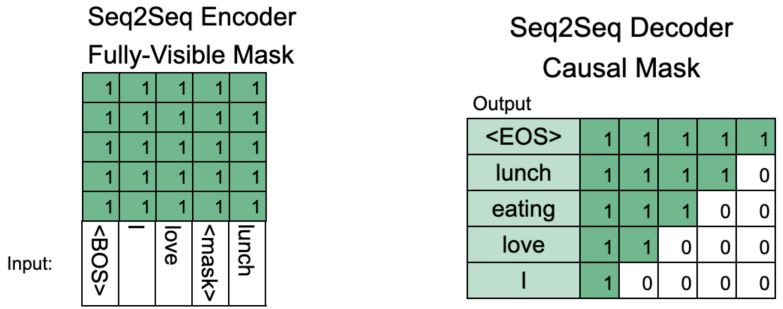 Seq2Seq Encoder
Fully-Visible Mask
1 1 1 1 1
1 1 1 1 1
1 1 1 1 1
1 1 1 1 1
1 1 1 1 1
Input: <BOS> I love <mask> lunch
Seq2Seq Decoder
Causal Mask
Output
<EOS> 1 1 1 1 1
lunch 1 1 1 1 0
eating 1 1 1 0 0
love 1 1 0 0 0
I 1 0 0 0 0